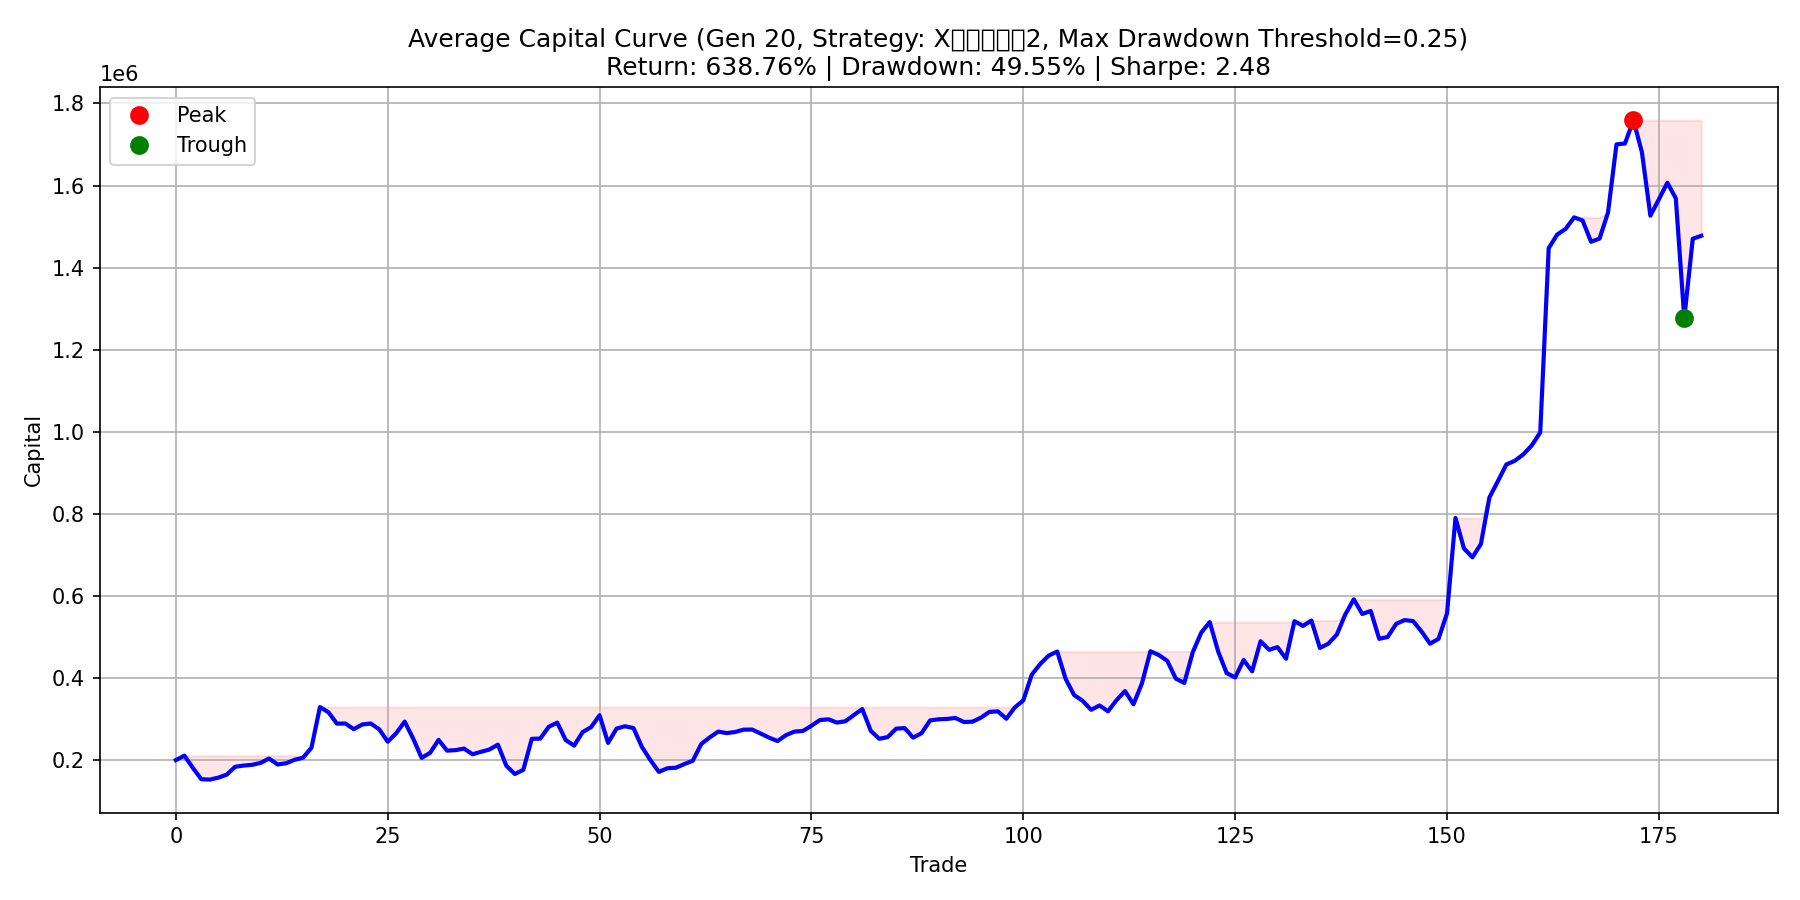 Average Capital Curve (Gen 20, Strategy: X□□□□□2, Max Drawdown Threshold=0.25)
Return: 638.76% | Drawdown: 49.55% | Sharpe: 2.48
1e6
Peak
Trough
1.8
1.6
1.4
1.2
1.0
0.8
0.6
0.4
0.2
Capital
0
25
50
75
100
125
150
175
Trade